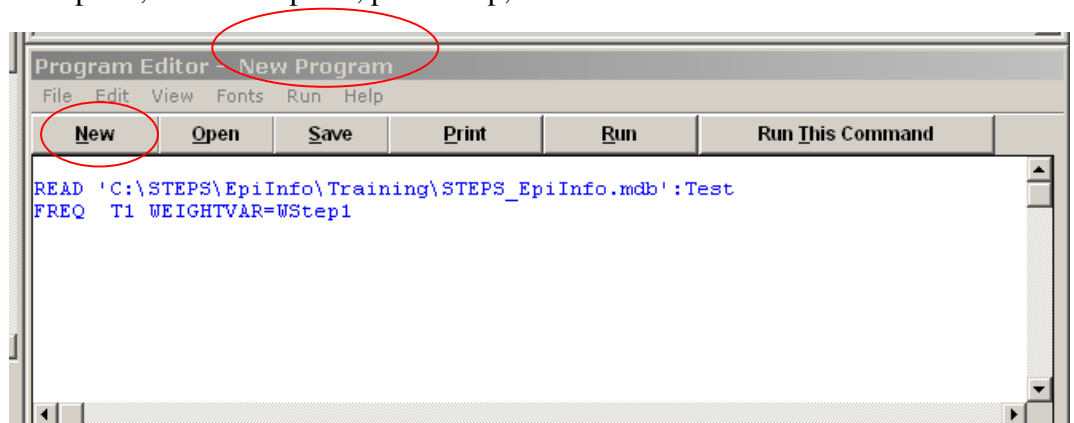 Program Editor - New Program
File Edit View Fonts Run Help
New Open Save Print Run Run This Command
READ 'C:\STEPS\EpiInfo\Training\STEPS_EpiInfo.mdb':Test
FREQ T1 WEIGHTVAR=WStep1